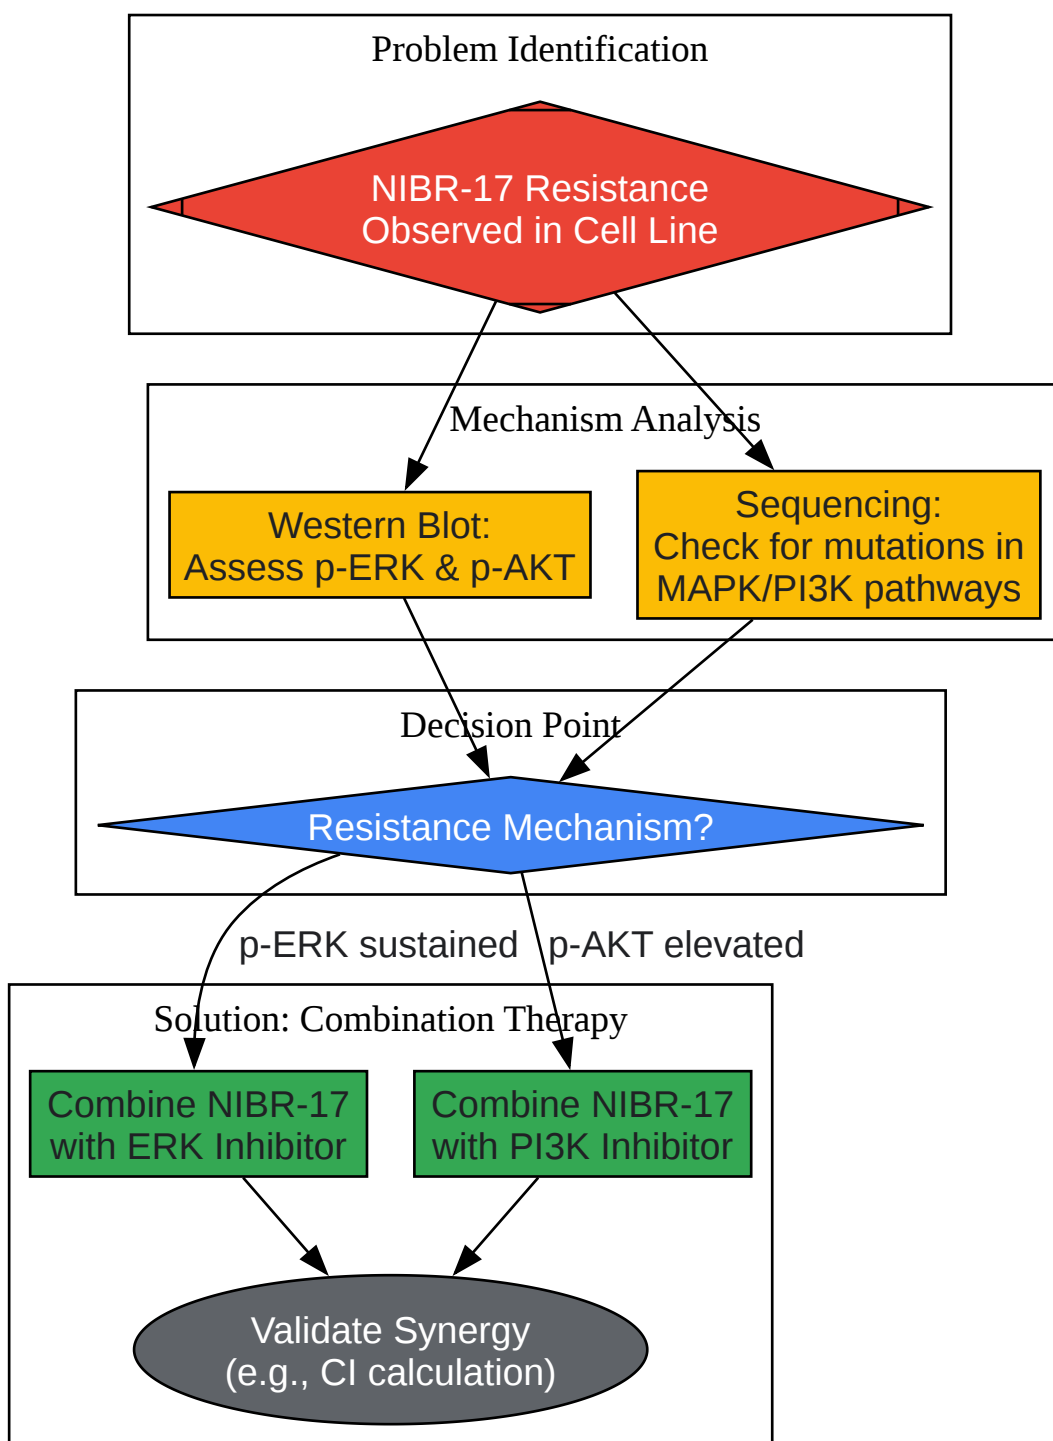 Problem Identification
NIBR-17 Resistance
Observed in Cell Line
Mechanism Analysis
Western Blot:
Assess p-ERK & p-AKT
Sequencing:
Check for mutations in
MAPK/PI3K pathways
Decision Point
Resistance Mechanism?
p-ERK sustained
p-AKT elevated
Solution: Combination Therapy
Combine NIBR-17
with ERK Inhibitor
Combine NIBR-17
with PI3K Inhibitor
Validate Synergy
(e.g., CI calculation)